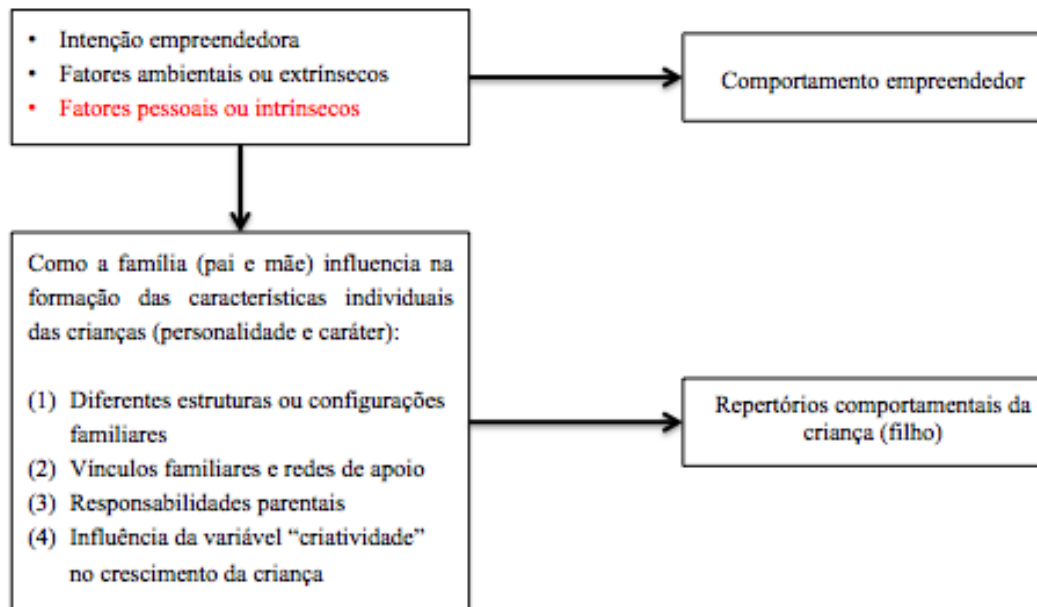 • Intenção empreendedora
• Fatores ambientais ou extrínsecos
• Fatores pessoais ou intrínsecos
Comportamento empreendedor
Como a família (pai e mãe) influencia na
formação das características individuais
das crianças (personalidade e caráter):
(1) Diferentes estruturas ou configurações
familiares
(2) Vínculos familiares e redes de apoio
(3) Responsabilidades parentais
(4) Influência da variável “criatividade”
no crescimento da criança
Repertórios comportamentais da
criança (filho)